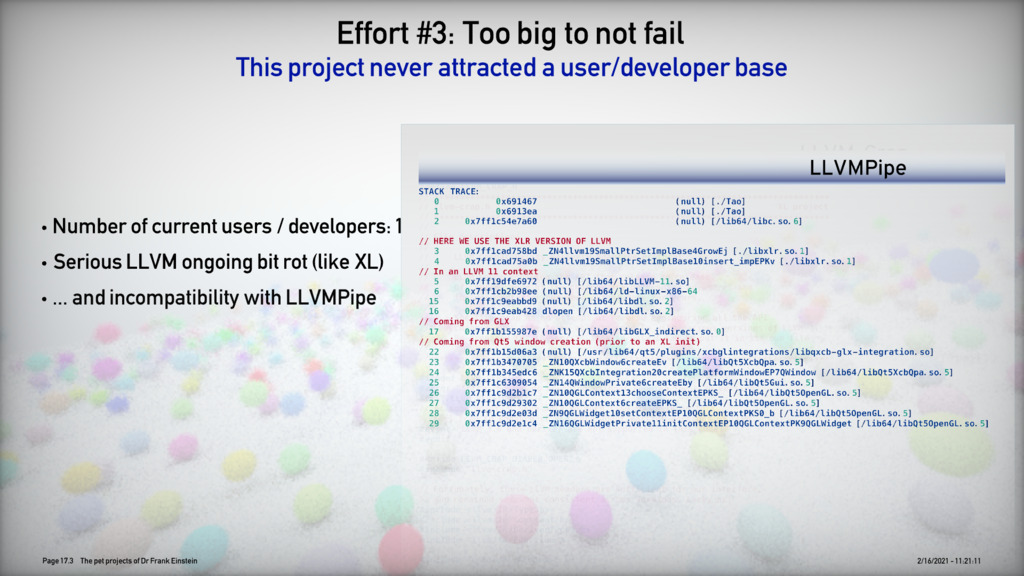 Effort #3: Too big to not fail
This project never attracted a user/developer base
• Number of current users / developers: 1
• Serious LLVM ongoing bit rot (like XL)
• ... and incompatibility with LLVMPipe
LLVMPipe
STACK TRACE:
0 0x691467 (null) [./Tao]
1 0x6913ea (null) [./Tao]
2 0x7ff1c54e7a60 (null) [/lib64/libc.so.6]
// HERE WE USE THE XLR VERSION OF LLVM
3 0x7ff1cad758bd _ZN4llvm19SmallPtrSetImplBase4GrowEj [./libxlr.so.1]
4 0x7ff1cad75a0b _ZN4llvm19SmallPtrSetImplBase10insert_impEPKv [./libxlr.so.1]
// In an LLVM 11 context
5 0x7ff19dfe6972 (null) [/lib64/libLLVM-11.so]
6 0x7ff1cb2b98ee (null) [/lib64/ld-linux-x86-64
15 0x7ff1c9eabbd9 (null) [/lib64/libdl.so.2]
16 0x7ff1c9eab428 dlopen [/lib64/libdl.so.2]
// Coming from GLX
17 0x7ff1b155987e (null) [/lib64/libGLX_indirect.so.0]
// Coming from Qt5 window creation (prior to an XL init)
22 0x7ff1b15d06a3 (null) [/usr/lib64/qt5/plugins/xcbglintegrations/libqxcb-glx-integration.so]
23 0x7ff1b3470705 _ZN10QXcbWindow6createEv [/lib64/libQt5XcbQpa.so.5]
24 0x7ff1b345edc6 _ZNK15QXcbIntegration20createPlatformWindowEP7QWindow [/lib64/libQt5XcbQpa.so.5]
25 0x7ff1c6309054 _ZN14QWindowPrivate6createEby [/lib64/libQt5Gui.so.5]
26 0x7ff1c9d2b1c7 _ZN10QGLContext13chooseContextEPKS_ [/lib64/libQt5OpenGL.so.5]
27 0x7ff1c9d29302 _ZN10QGLContext6createEPKS_ [/lib64/libQt5OpenGL.so.5]
28 0x7ff1c9d2e03d _ZN9QGLWidget10setContextEP10QGLContextPKS0_b [/lib64/libQt5OpenGL.so.5]
29 0x7ff1c9d2e1c4 _ZN16QGLWidgetPrivate11initContextEP10QGLContextPK9QGLWidget [/lib64/libQt5OpenGL.so.5]
Page 17.3 The pet projects of Dr Frank Einstein
2/16/2021 - 11:21:11